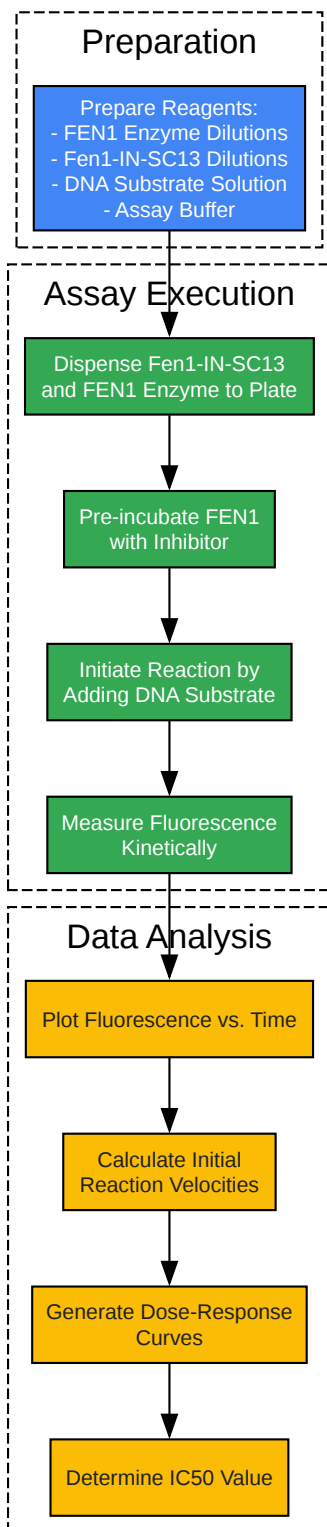 Preparation
Prepare Reagents:
- FEN1 Enzyme Dilutions
- Fen1-IN-SC13 Dilutions
- DNA Substrate Solution
- Assay Buffer
Assay Execution
Dispense Fen1-IN-SC13
and FEN1 Enzyme to Plate
Pre-incubate FEN1
with Inhibitor
Initiate Reaction by
Adding DNA Substrate
Measure Fluorescence
Kinetically
Data Analysis
Plot Fluorescence vs. Time
Calculate Initial
Reaction Velocities
Generate Dose-Response
Curves
Determine IC50 Value